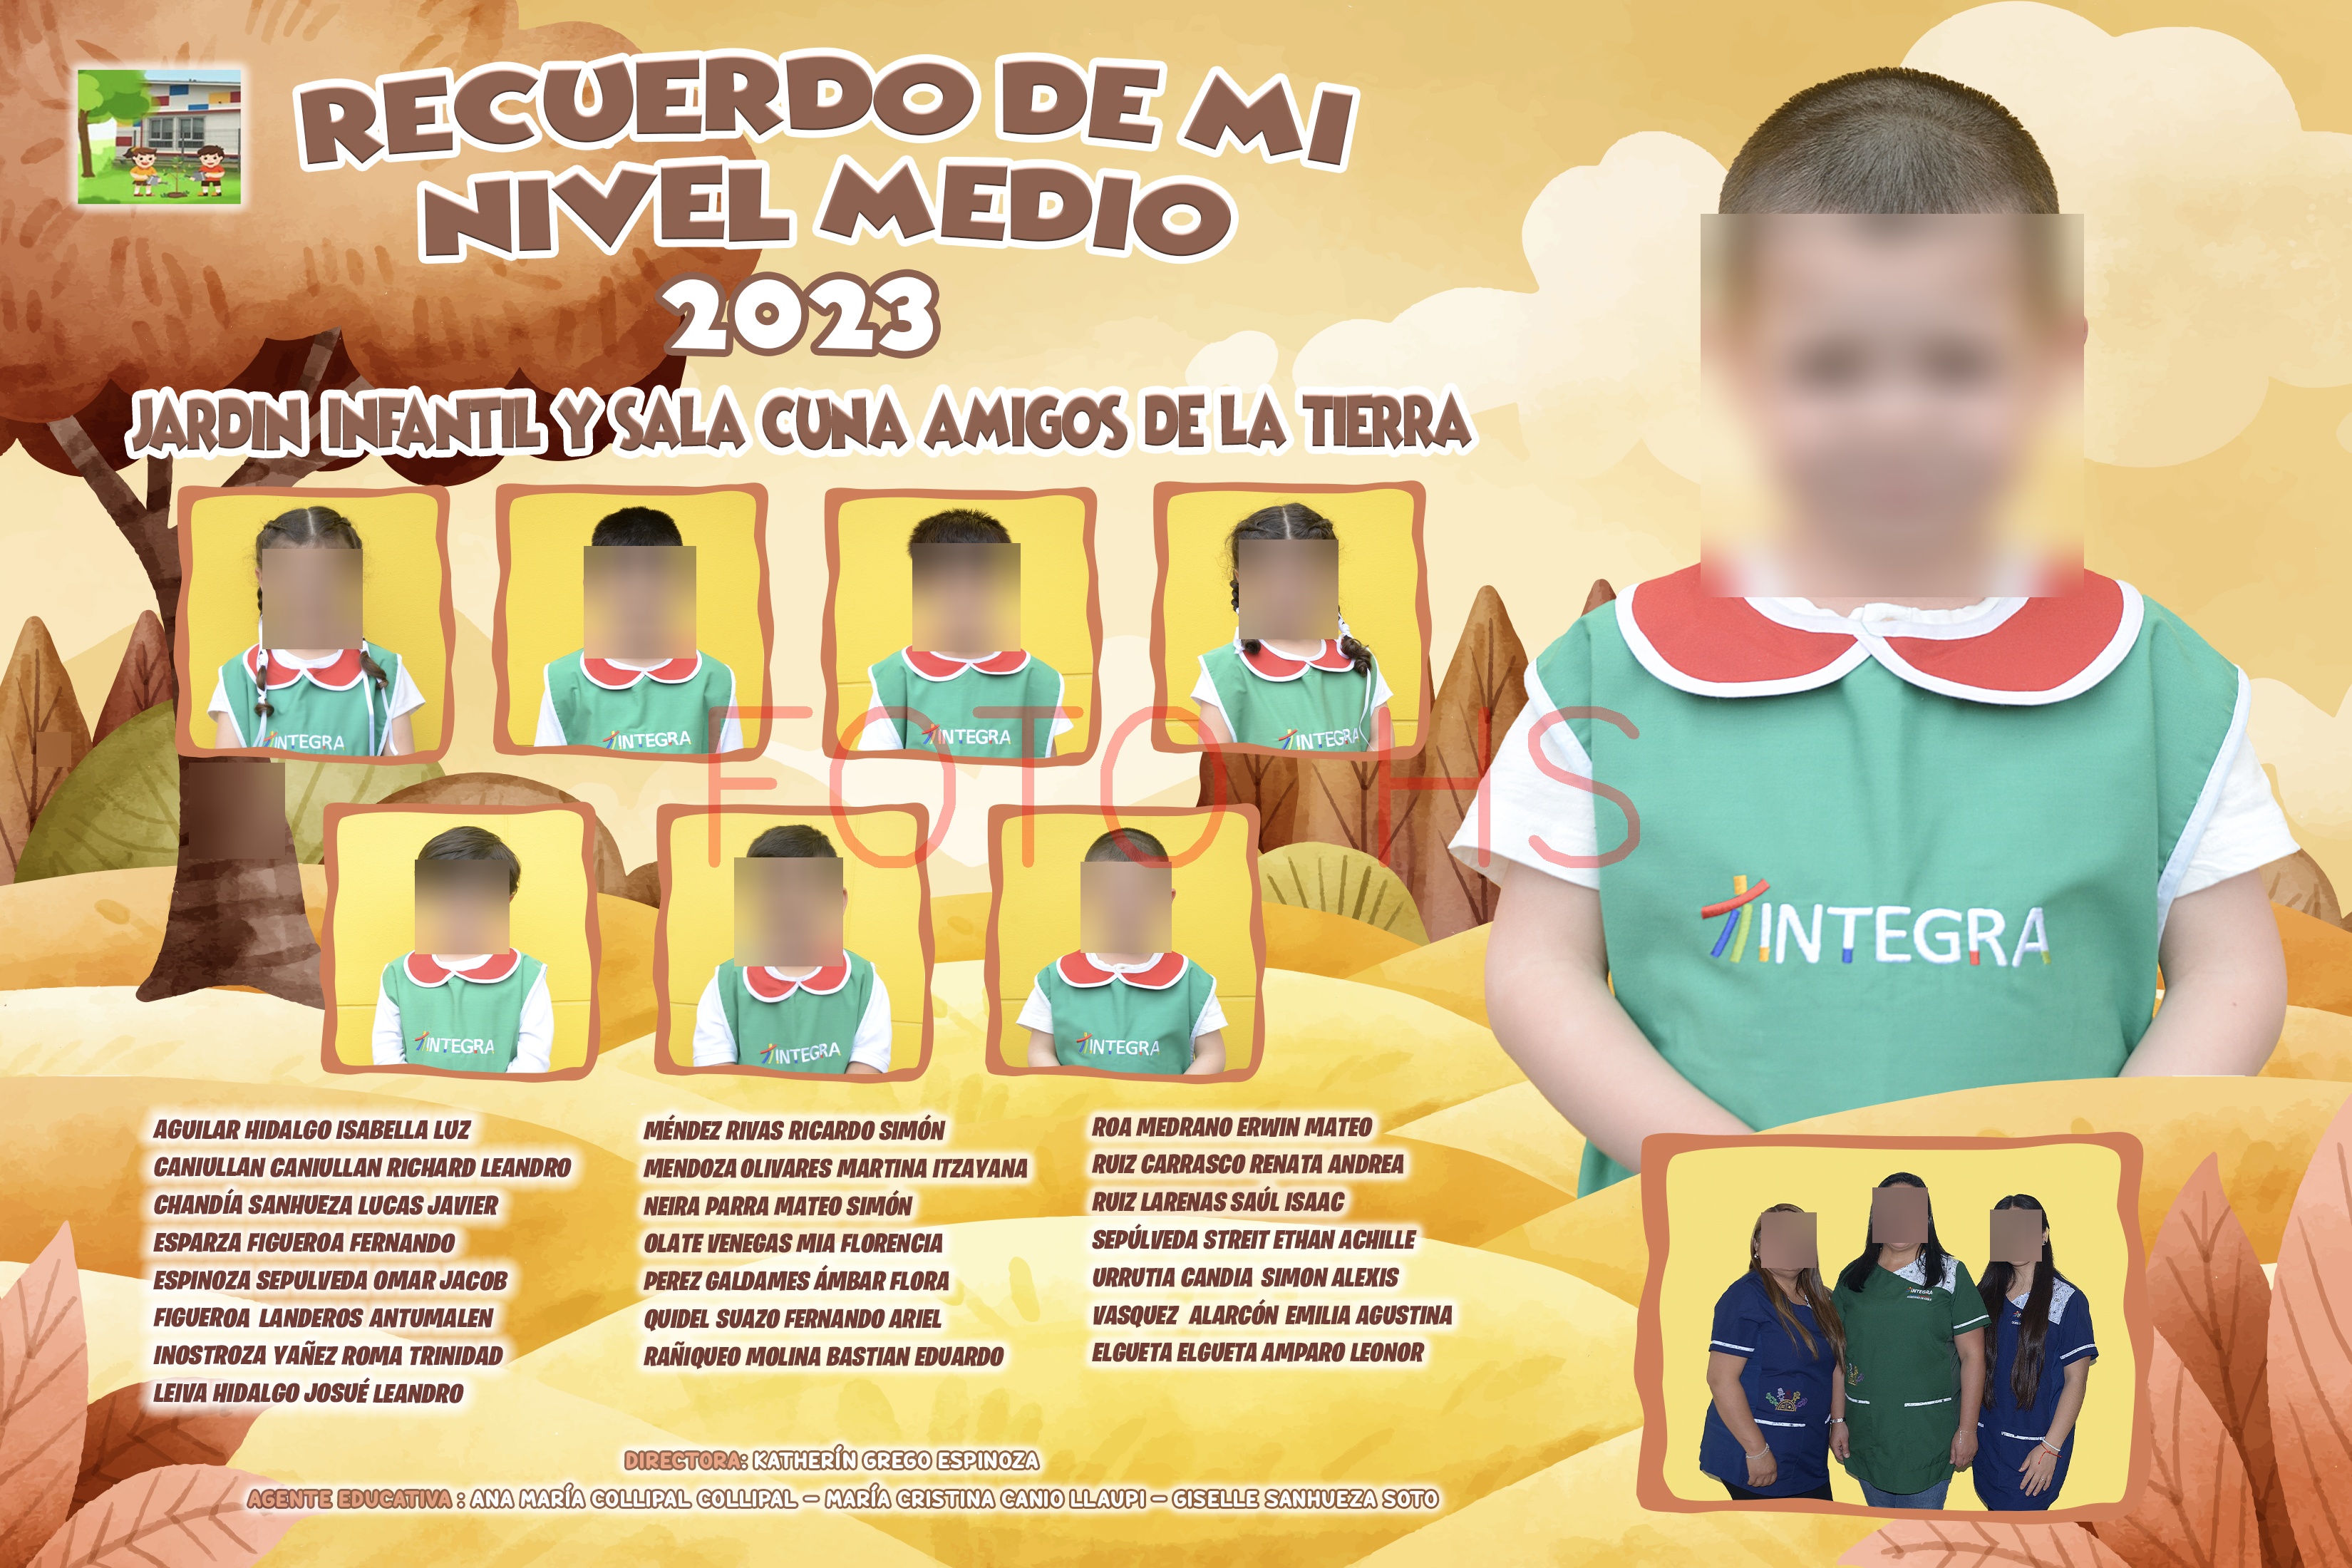 RECUERDO DE MI
NIVEL MEDIO
2023
JARDIN INFANTIL Y SALA CUNA AMIGOS DE LA TIERRA
INTEGRA
INTEGRA
INTEGRA
INTEGRA
FOTO HS
INTEGRA
INTEGRA
INTEGRA
INTEGRA
AGUILAR HIDALGO ISABELLA LUZ
CANIULLAN CANIULLAN RICHARD LEANDRO
CHANDÍA SANHUEZA LUCAS JAVIER
ESPARZA FIGUEROA FERNANDO
ESPINOZA SEPULVEDA OMAR JACOB
FIGUEROA LANDEROS ANTUMALEN
INOSTROZA YAÑEZ ROMA TRINIDAD
LEIVA HIDALGO JOSUÉ LEANDRO
MÉNDEZ RIVAS RICARDO SIMÓN
MENDOZA OLIVARES MARTINA ITZAYANA
NEIRA PARRA MATEO SIMÓN
OLATE VENEGAS MIA FLORENCIA
PEREZ GALDAMES ÁMBAR FLORA
QUIDEL SUAZO FERNANDO ARIEL
RAÑIQUEO MOLINA BASTIAN EDUARDO
ROA MEDRANO ERWIN MATEO
RUIZ CARRASCO RENATA ANDREA
RUIZ LARENAS SAÚL ISAAC
SEPÚLVEDA STREIT ETHAN ACHILLE
URRUTIA CANDIA SIMON ALEXIS
VASQUEZ ALARCÓN EMILIA AGUSTINA
ELGUETA ELGUETA AMPARO LEONOR
INTEGRA
DIRECTORA: KATHERÍN GREGO ESPINOZA
AGENTE EDUCATIVA : ANA MARÍA COLLIPAL COLLIPAL – MARÍA CRISTINA CANIO LLAUPI – GISELLE SANHUEZA SOTO